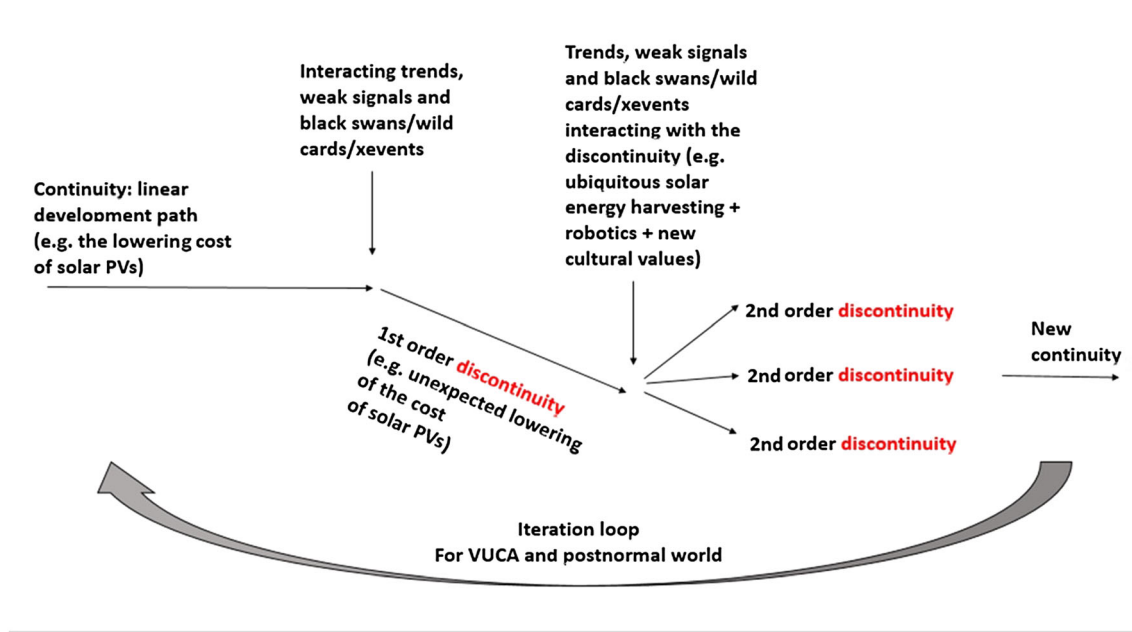 Continuity: linear
development path
(e.g. the lowering cost
of solar PVs)
Interacting trends,
weak signals and
black swans/wild
cards/xevents
1st order discontinuity
(e.g. unexpected lowering
of the cost
of solar PVs)
Trends, weak signals
and black swans/wild
cards/xevents
interacting with the
discontinuity (e.g.
ubiquitous solar
energy harvesting +
robotics + new
cultural values)
2nd order discontinuity
2nd order discontinuity
2nd order discontinuity
New
continuity
Iteration loop
For VUCA and postnormal world